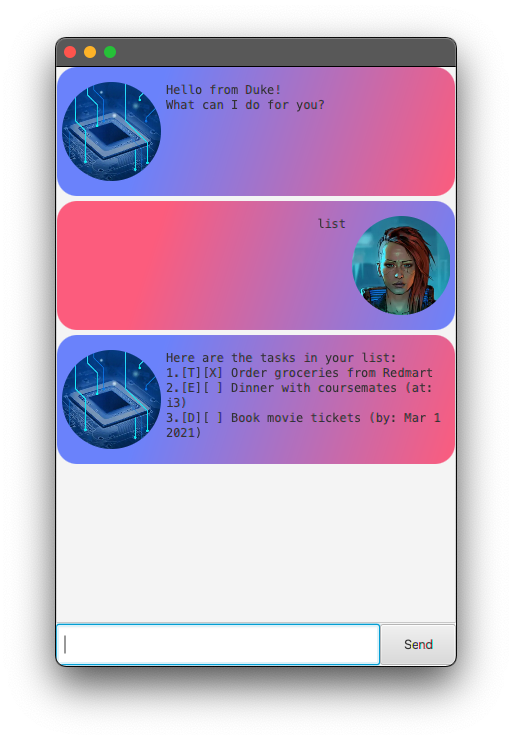 Hello from Duke!
What can I do for you?
list
Here are the tasks in your list:
1.[T][X] Order groceries from Redmart
2.[E][ ] Dinner with coursemates (at:
i3)
3.[D][ ] Book movie tickets (by: Mar 1
2021)
Send